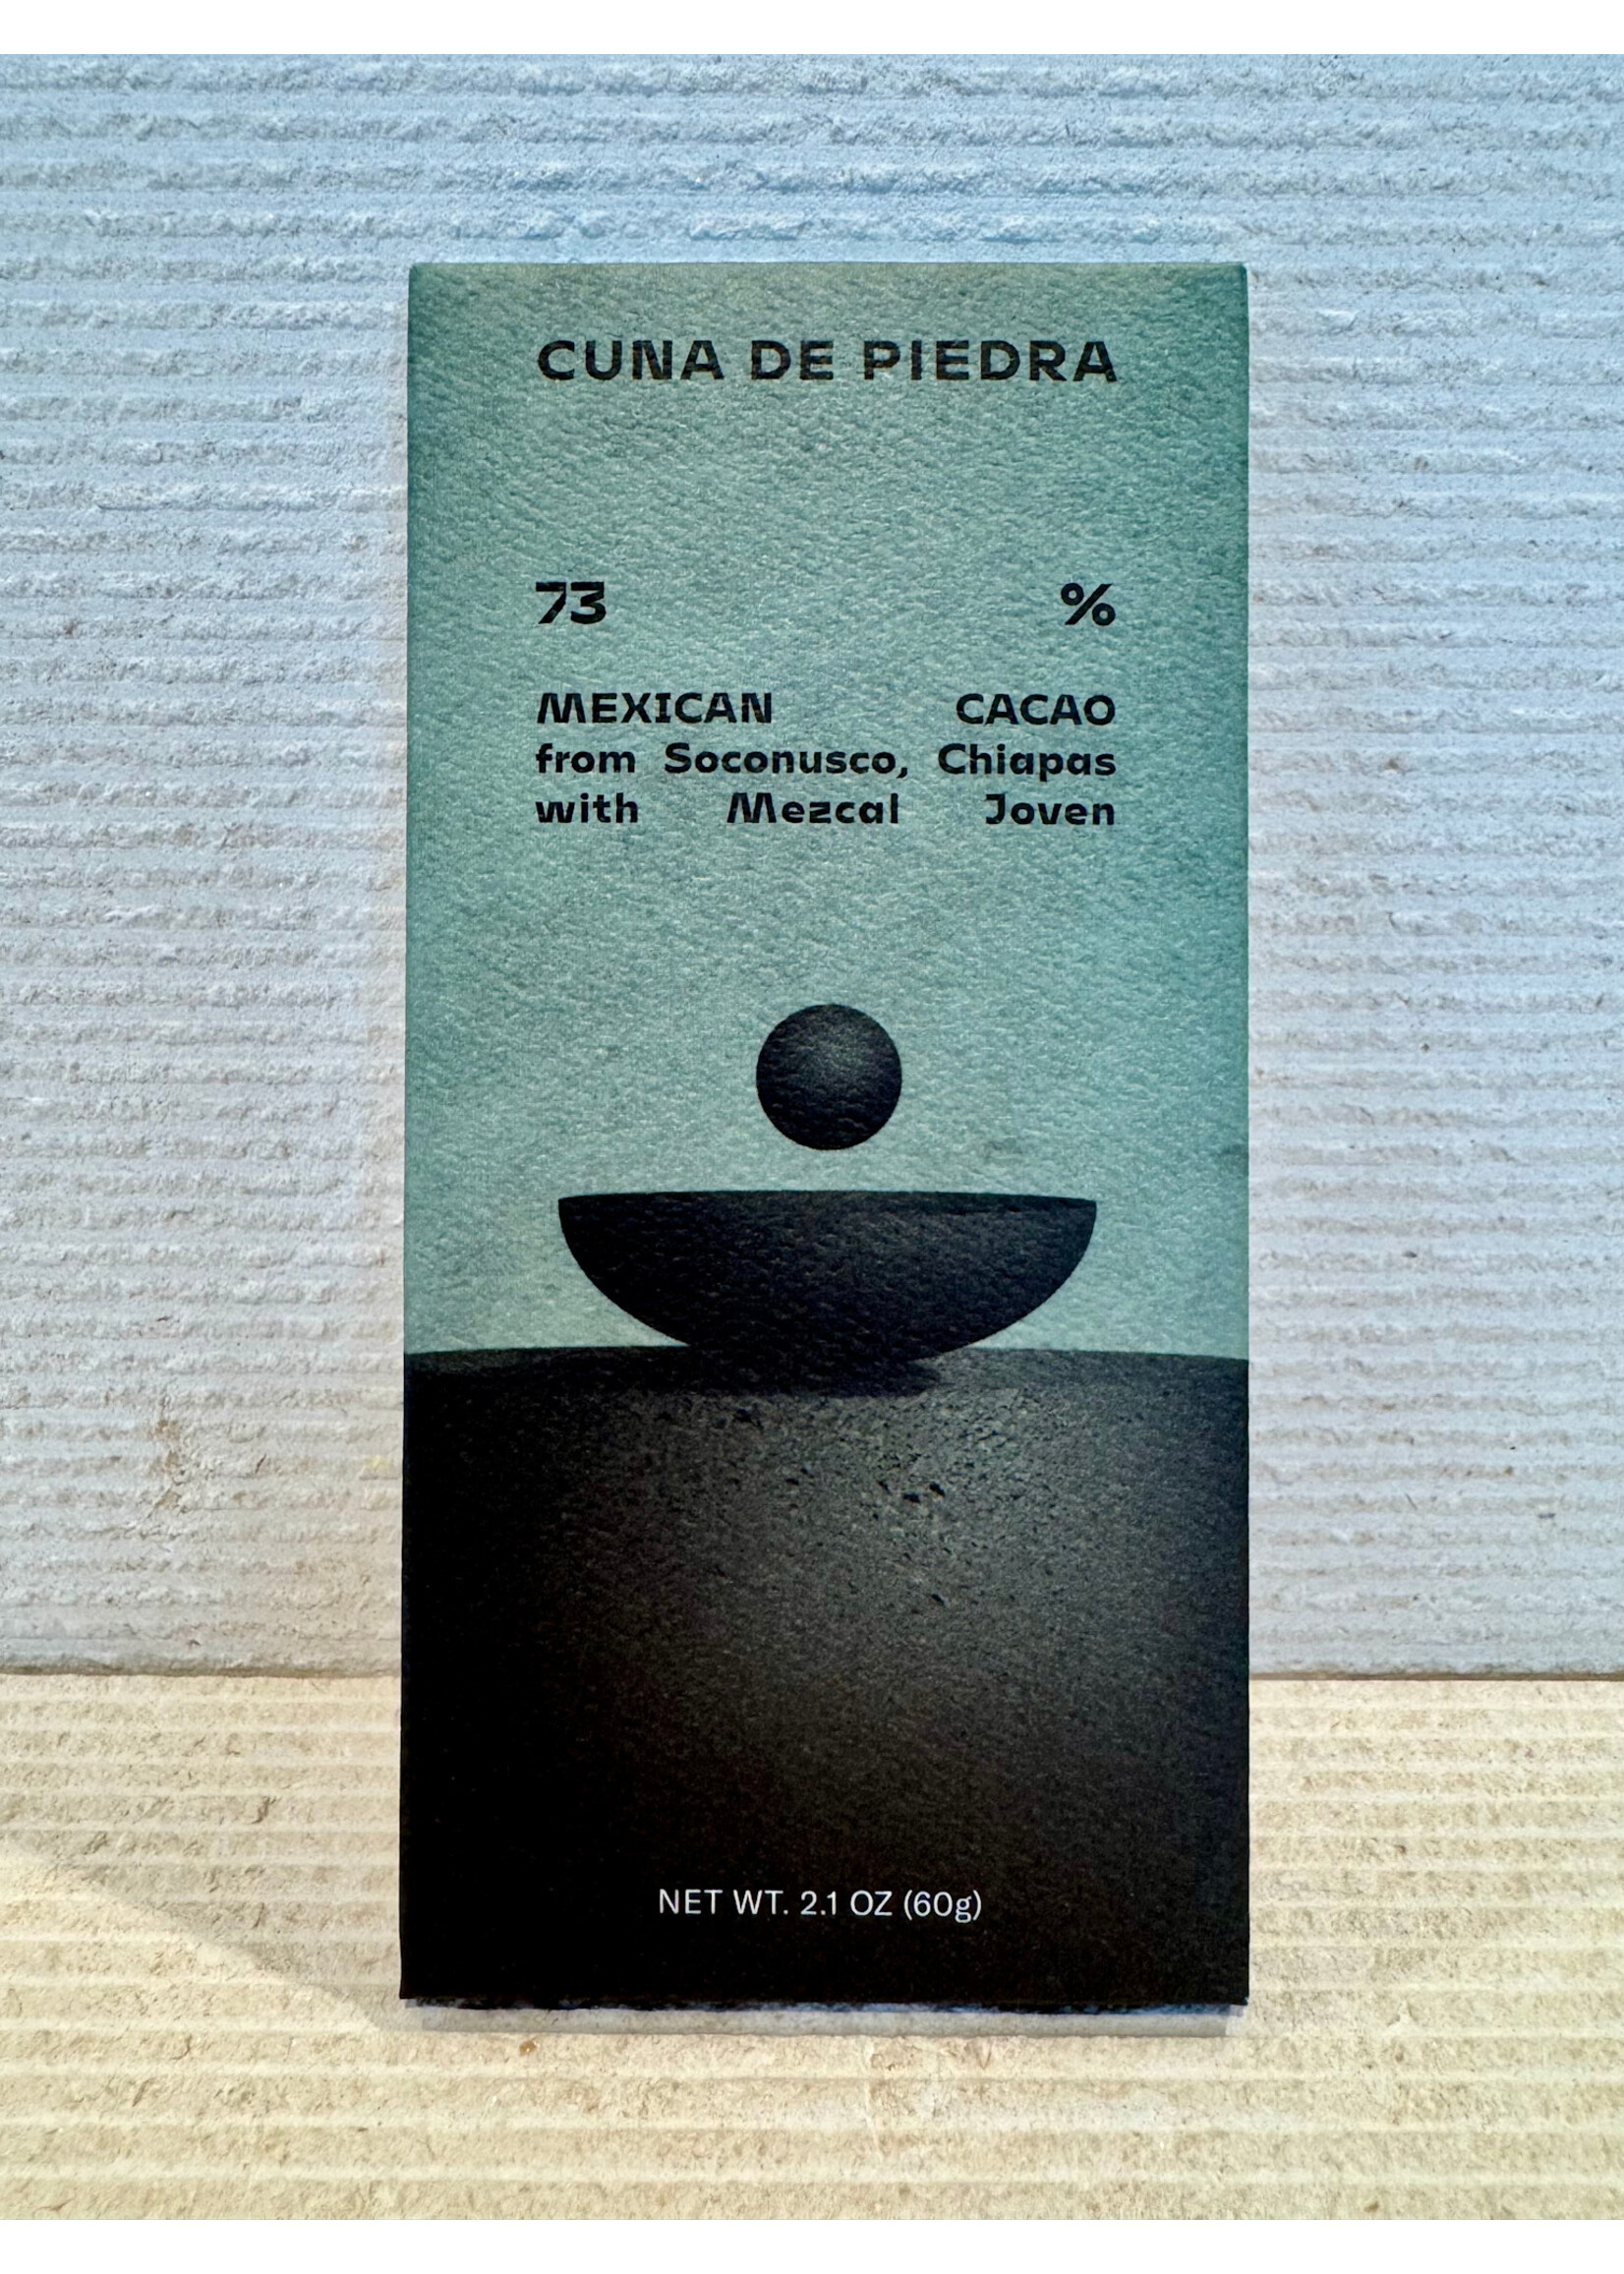 CUNA DE PIEDRA
73 %
MEXICAN CACAO
from Soconusco, Chiapas
with Mezcal Joven
NET WT. 2.1 OZ (60g)